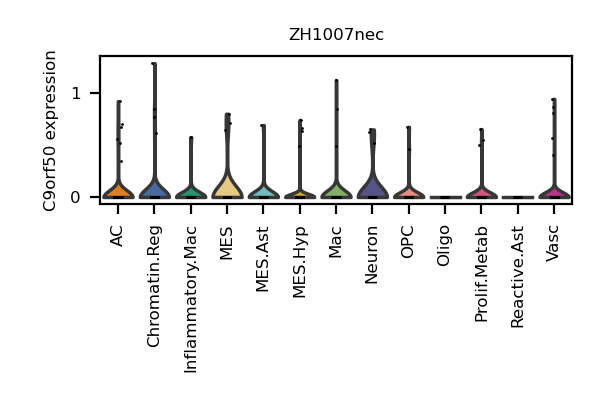 ZH1007nec
C9orf50 expression
1
0
AC
Chromatin.Reg
Inflammatory.Mac
MES
MES.Ast
MES.Hyp
Mac
Neuron
OPC
Oligo
Prolif.Metab
Reactive.Ast
Vasc